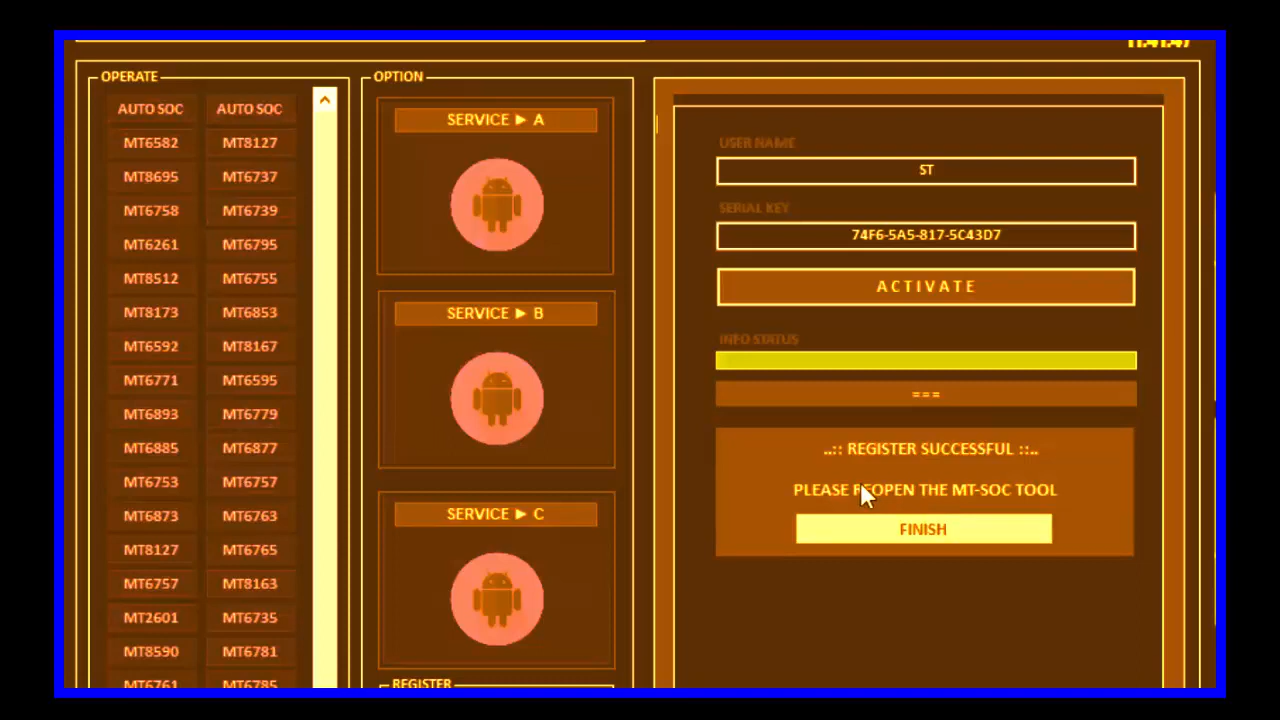 OPERATE
AUTO SOC AUTO SOC
MT6582 MT8127
MT8695 MT6737
MT6758 MT6739
MT6261 MT6795
MT8512 MT6755
MT8173 MT6853
MT6592 MT8167
MT6771 MT6595
MT6893 MT6779
MT6885 MT6877
MT6753 MT6757
MT6873 MT6763
MT8127 MT6765
MT6757 MT8163
MT2601 MT6735
MT8590 MT6781
MT6761 MT6785
OPTION
SERVICE ► A
SERVICE ► B
SERVICE ► C
REGISTER
USER NAME
ST
SERIAL KEY
74F6-5A5-817-5C43D7
ACTIVATE
INFO STATUS
===
..:: REGISTER SUCCESSFUL ::..
PLEASE REOPEN THE MT-SOC TOOL
FINISH